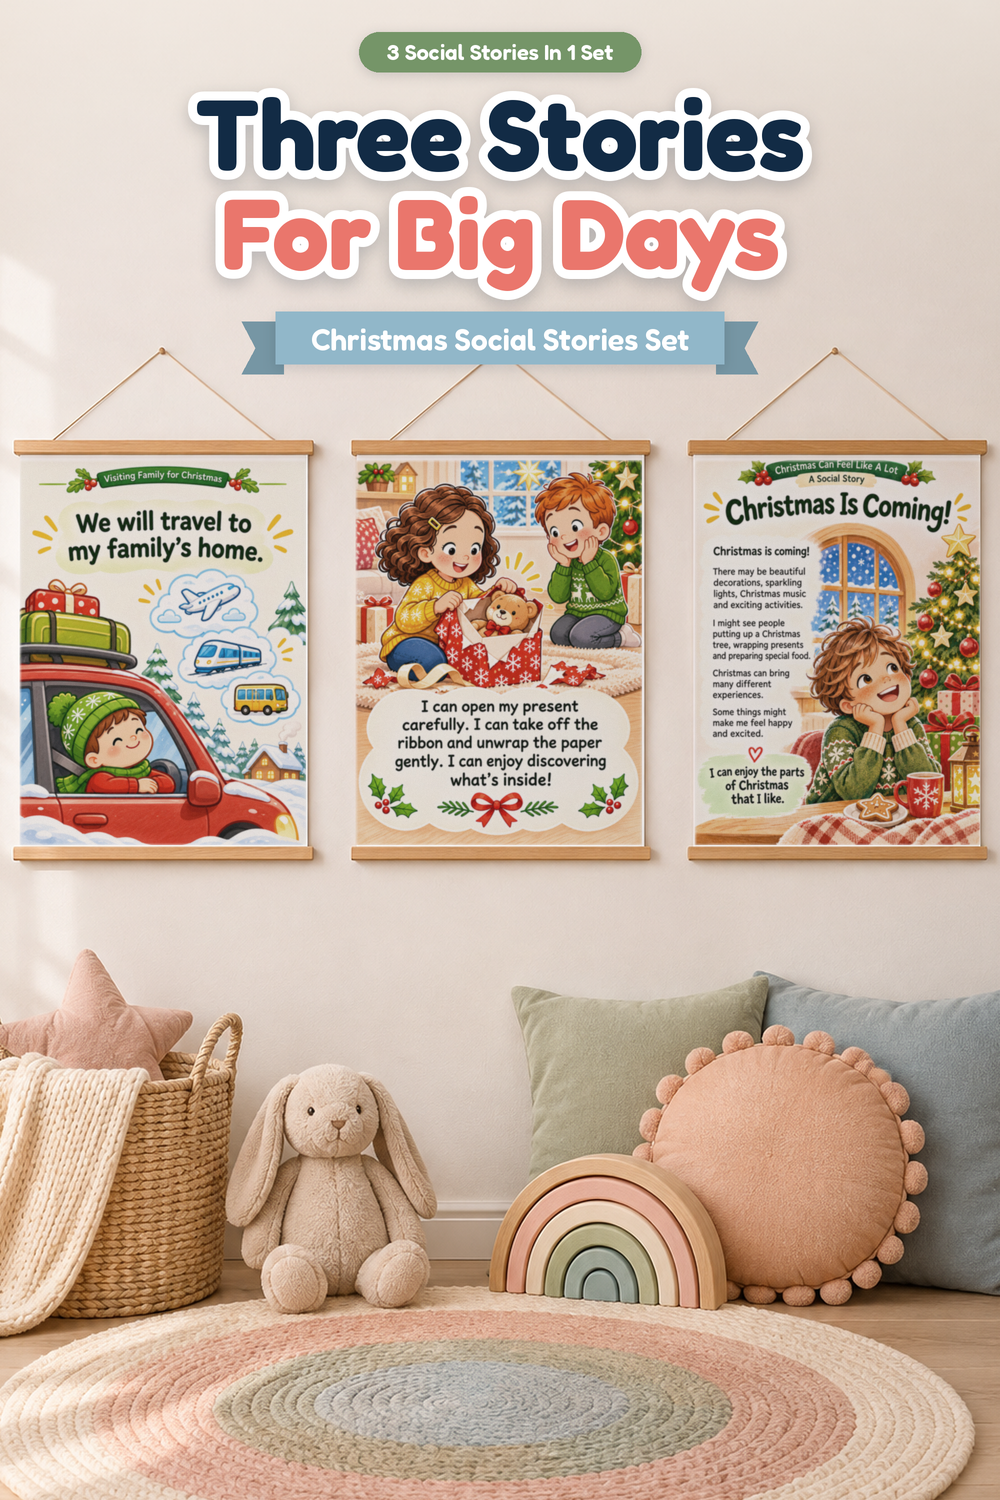 3 Social Stories In 1 Set
Three Stories
For Big Days
Christmas Social Stories Set
Visiting Family for Christmas
We will travel to
my family's home.
I can open my present
carefully. I can take off the
ribbon and unwrap the paper
gently. I can enjoy discovering
what's inside!
Christmas Can Feel Like A Lot
A Social Story
Christmas Is Coming!
Christmas is coming!
There may be beautiful
decorations, sparkling
lights, Christmas music
and exciting activities.
I might see people
putting up a Christmas
tree, wrapping presents
and preparing special food.
Christmas can bring
many different
experiences.
Some things might
make me feel happy
and excited.
I can enjoy the parts
of Christmas
that I like.